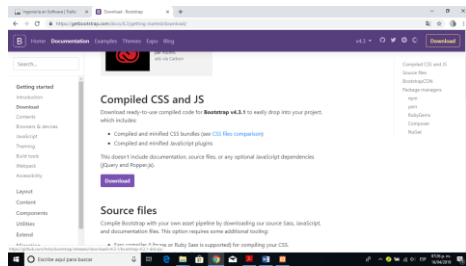 Ingeniería en Software | Trello
Download · Bootstrap
https://getbootstrap.com/docs/4.3/getting-started/download/
B Home Documentation Examples Themes Expo Blog
v4.3
Download
Search...
Getting started
Introduction
Download
Contents
Browsers & devices
JavaScript
Theming
Build tools
Webpack
Accessibility
Layout
Content
Components
Utilities
Extend
ads via Carbon
Compiled CSS and JS
Download ready-to-use compiled code for Bootstrap v4.3.1 to easily drop into your project,
which includes:
Compiled and minified CSS bundles (see CSS files comparison)
Compiled and minified JavaScript plugins
This doesn't include documentation, source files, or any optional JavaScript dependencies
(jQuery and Popper.js).
Download
Source files
Compile Bootstrap with your own asset pipeline by downloading our source Sass, JavaScript,
and documentation files. This option requires some additional tooling:
Sass compiler (Libsass or Ruby Sass is supported) for compiling your CSS.
Compiled CSS and JS
Source files
BootstrapCDN
Package managers
npm
yarn
RubyGems
Composer
NuGet
Escribe aquí para buscar
ESP